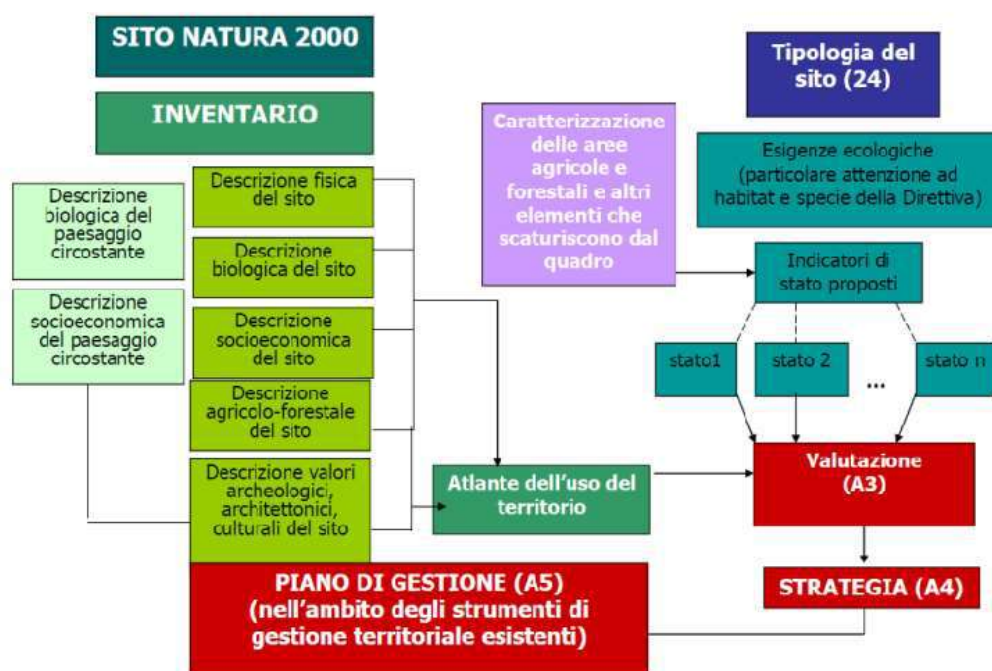 SITO NATURA 2000
INVENTARIO
Descrizione
biologica del
paesaggio
circostante
Descrizione
socioeconomica
del paesaggio
circostante
Descrizione fisica
del sito
Descrizione
biologica del sito
Descrizione
socioeconomica
del sito
Descrizione
agricolo-forestale
del sito
Descrizione valori
archeologici,
architettonici,
culturali del sito
Caratterizzazione
delle aree
agricole e
forestali e altri
elementi che
scaturiscono dal
quadro
Tipologia del
sito (24)
Esigenze ecologiche
(particolare attenzione ad
habitat e specie della Direttiva)
Indicatori di
stato proposti
stato1
stato 2
...
stato n
Atlante dell'uso del
territorio
Valutazione
(A3)
STRATEGIA (A4)
PIANO DI GESTIONE (A5)
(nell'ambito degli strumenti di
gestione territoriale esistenti)